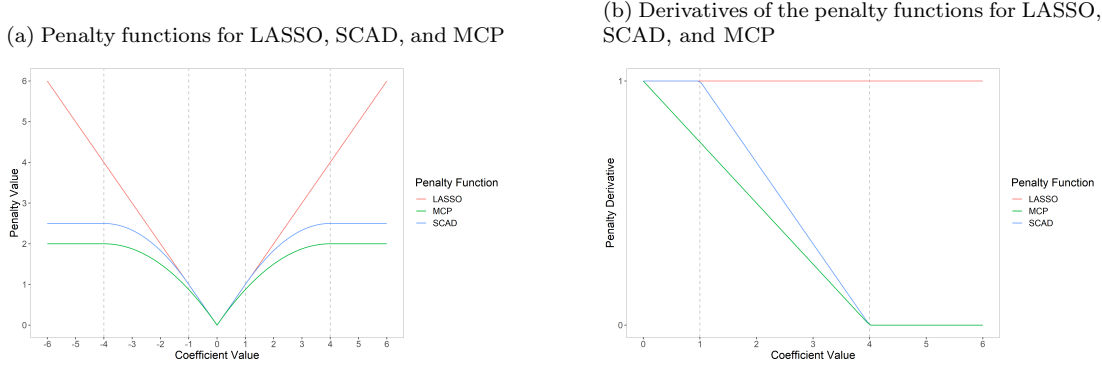 (a) Penalty functions for LASSO, SCAD, and MCP
6
5
4
3
2
1
0
Penalty Value
-6 -5 -4 -3 -2 -1 0 1 2 3 4 5 6
Coefficient Value
Penalty Function
LASSO
MCP
SCAD
(b) Derivatives of the penalty functions for LASSO,
SCAD, and MCP
1
0
Penalty Derivative
0 1 2 3 4 5 6
Coefficient Value
Penalty Function
LASSO
MCP
SCAD